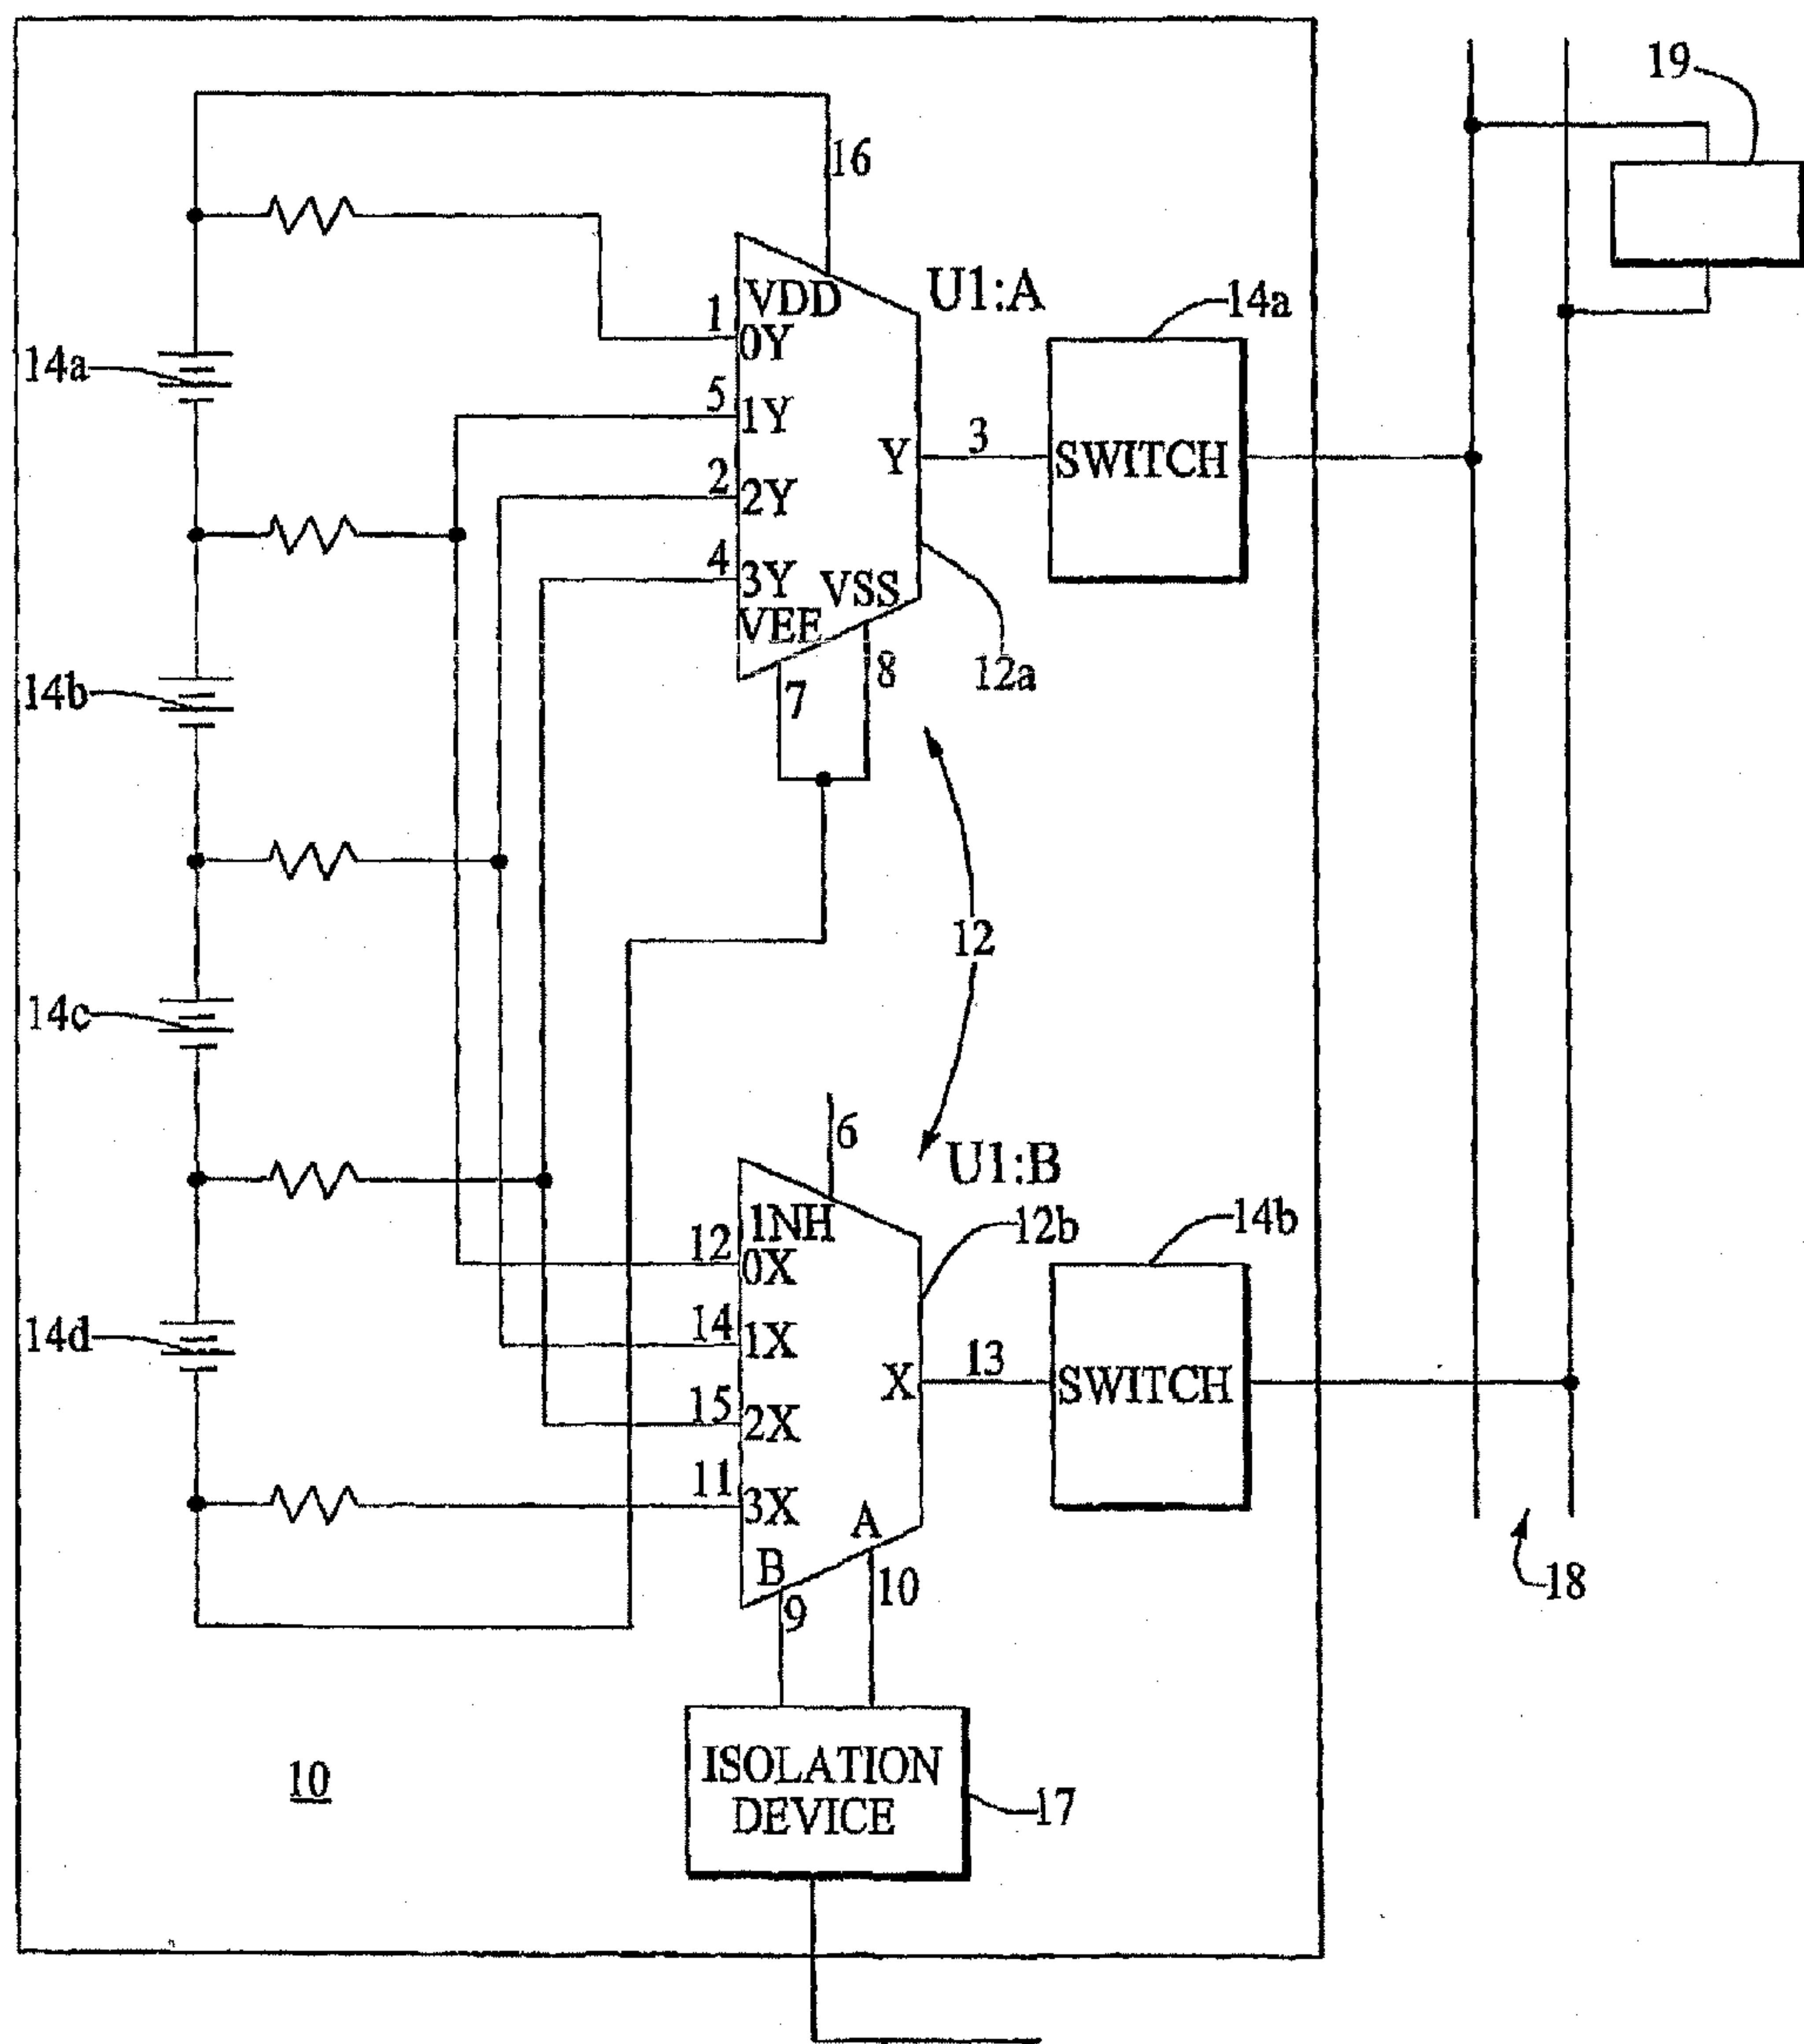 19
16
U1:A
VDD
1
0Y
14a
14a
5
1Y
Y
3
SWITCH
2
2Y
4
3Y
VSS
VEE
7
8
12a
14b
12
14c
6
U1:B
1NH
12
0X
12b
14b
14d
14
1X
X
13
SWITCH
15
2X
11
3X
A
B
9
10
18
ISOLATION
DEVICE
17
10